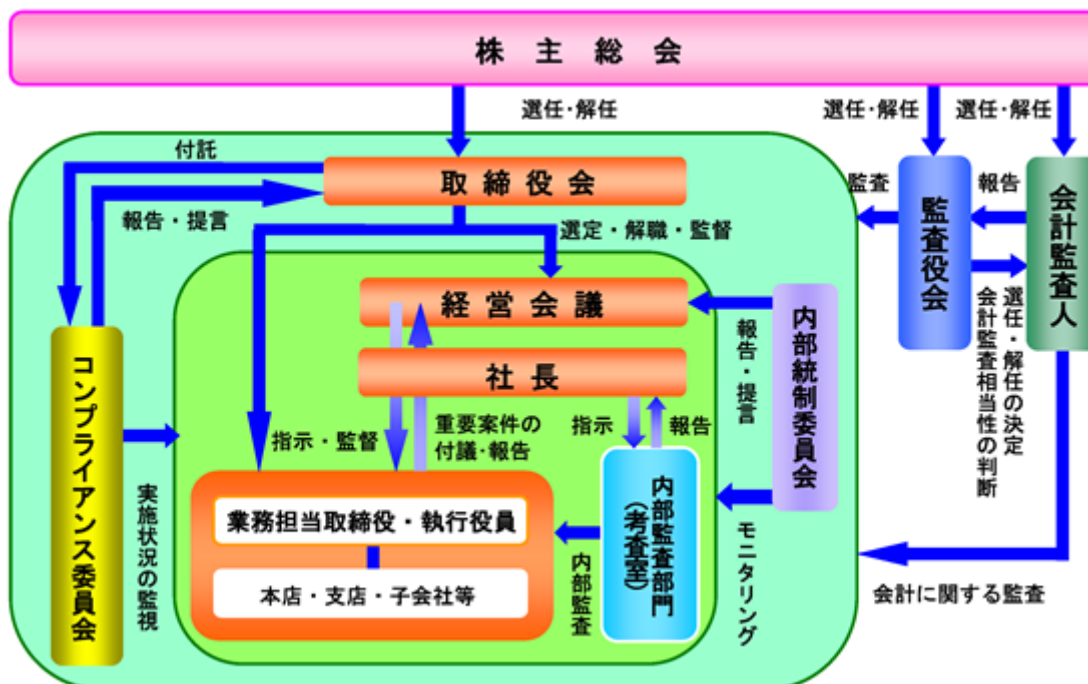 株主総会
選任・解任
選任・解任
選任・解任
付託
取締役会
監査
報告
監査役会
会計監査人
報告・提言
選定・解職・監督
経営会議
内部統制委員会
選任・解任の決定
会計監査相当性の判断
報告・提言
コンプライアンス委員会
社長
指示・監督
重要案件の
付議・報告
指示
報告
内部監査部門
(考査室)
業務担当取締役・執行役員
本店・支店・子会社等
実施状況の監視
内部監査
モニタリング
会計に関する監査